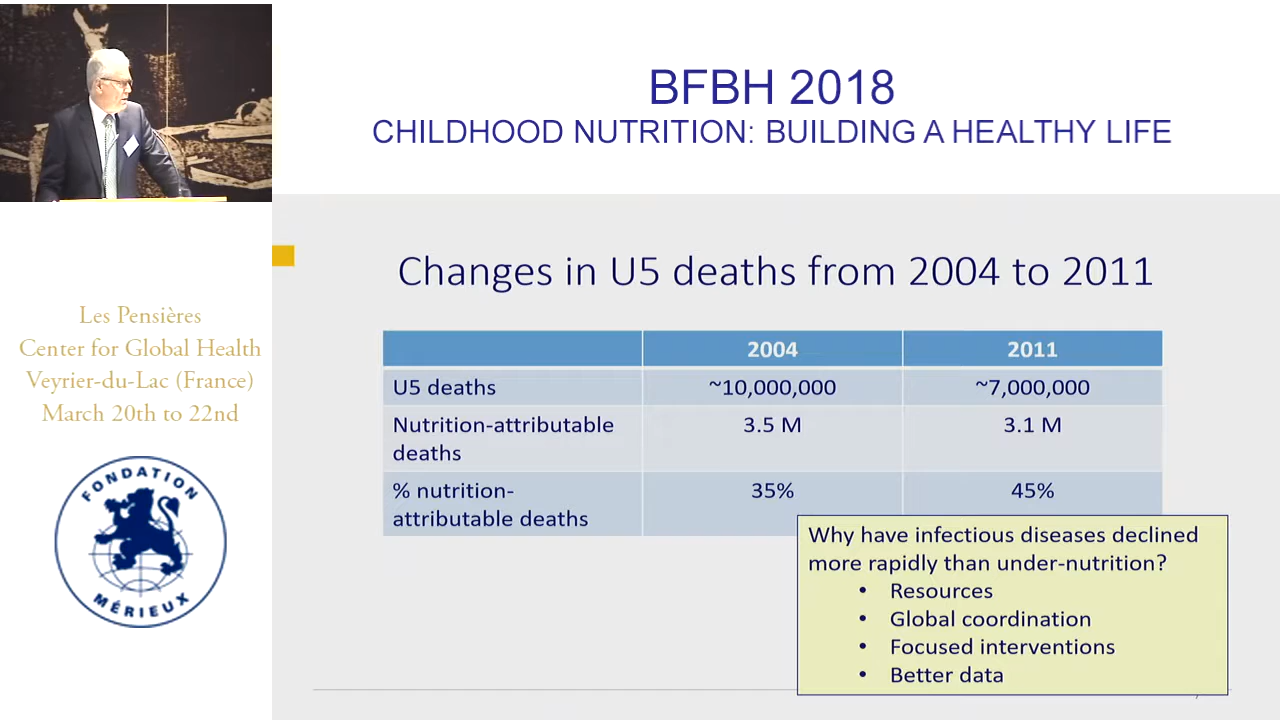 BFBH 2018
CHILDHOOD NUTRITION: BUILDING A HEALTHY LIFE
Les Pensières
Center for Global Health
Veyrier-du-Lac (France)
March 20th to 22nd
FONDATION
MÉRIEUX
Changes in U5 deaths from 2004 to 2011
2004 2011
U5 deaths ~10,000,000 ~7,000,000
Nutrition-attributable 3.5 M 3.1 M
deaths
% nutrition- 35% 45%
attributable deaths
Why have infectious diseases declined
more rapidly than under-nutrition?
• Resources
• Global coordination
• Focused interventions
• Better data